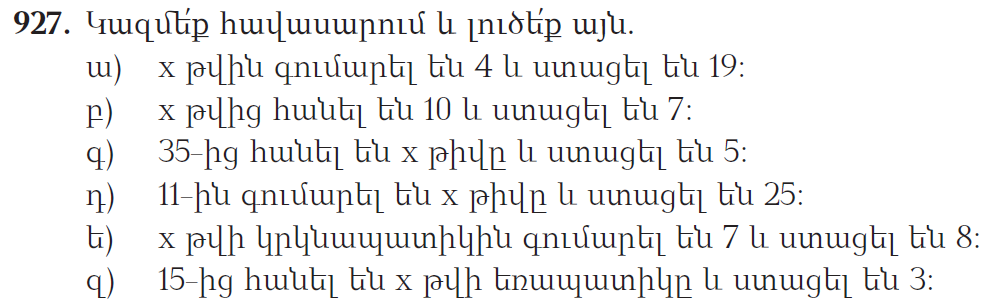 927. Կազմե՛ք հավասարում և լուծե՛ք այն.
ա) x թվին գումարել են 4 և ստացել են 19:
բ) x թվից հանել են 10 և ստացել են 7:
գ) 35-ից հանել են x թիվը և ստացել են 5:
դ) 11-ին գումարել են x թիվը և ստացել են 25:
ե) x թվի կրկնապատիկին գումարել են 7 և ստացել են 8:
զ) 15-ից հանել են x թվի եռապատիկը և ստացել են 3: